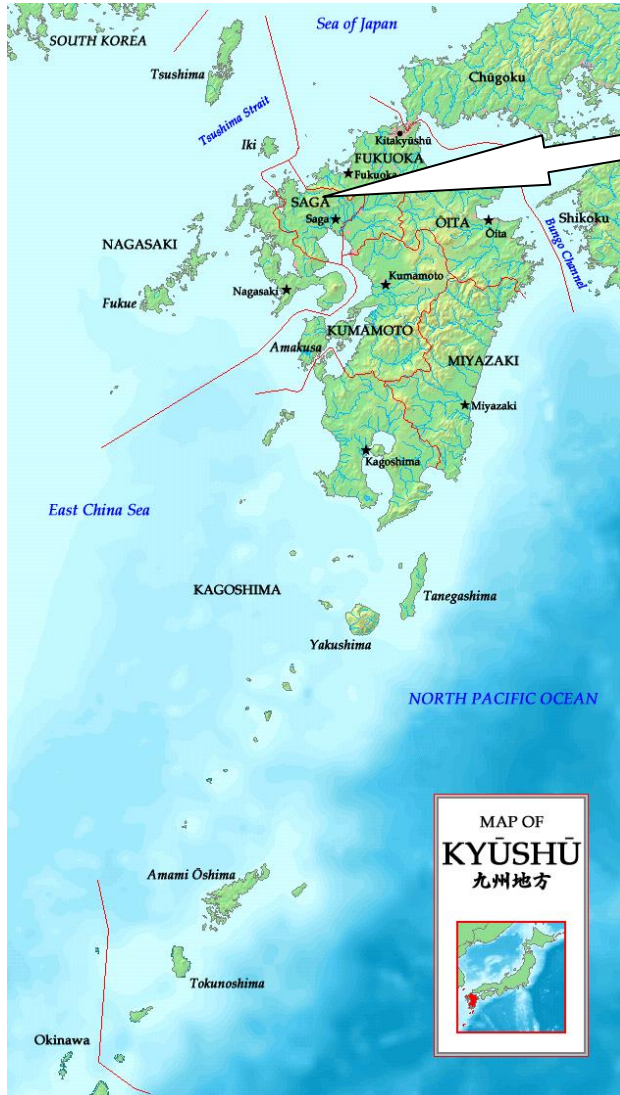 Sea of Japan
SOUTH KOREA
Tsushima
Chūgoku
Tsushima Strait
Kitakyūshū
Iki
FUKUOKA
Fukuoka
SAGA
Saga
ŌITA
Ōita
Shikoku
Bungo Channel
NAGASAKI
Nagasaki
Kumamoto
Fukue
KUMAMOTO
Amakusa
MIYAZAKI
Miyazaki
Kagoshima
East China Sea
KAGOSHIMA
Tanegashima
Yakushima
NORTH PACIFIC OCEAN
MAP OF
KYŪSHŪ
九州地方
Amami Ōshima
Tokunoshima
Okinawa